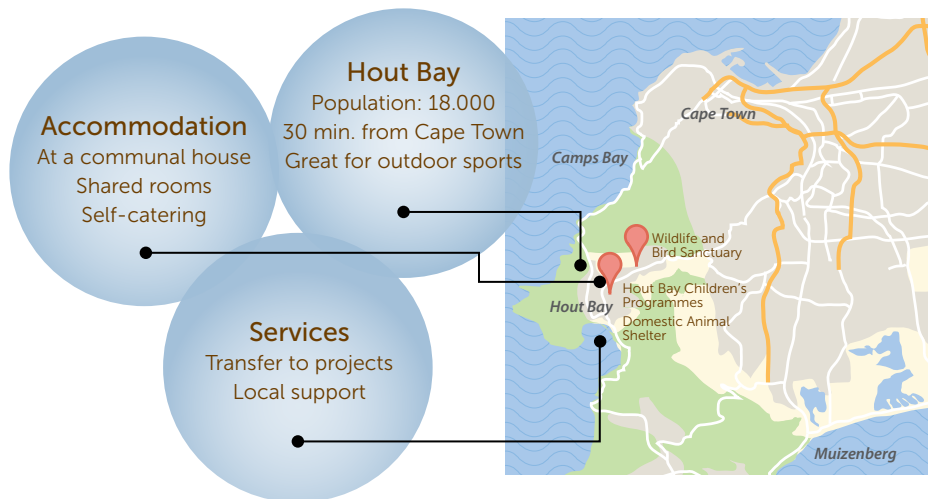 Accommodation
At a communal house
Shared rooms
Self-catering
Hout Bay
Population: 18.000
30 min. from Cape Town
Great for outdoor sports
Services
Transfer to projects
Local support
Cape Town
Camps Bay
Wildlife and
Bird Sanctuary
Hout Bay Children's
Programmes
Hout Bay
Domestic Animal
Shelter
Muizenberg